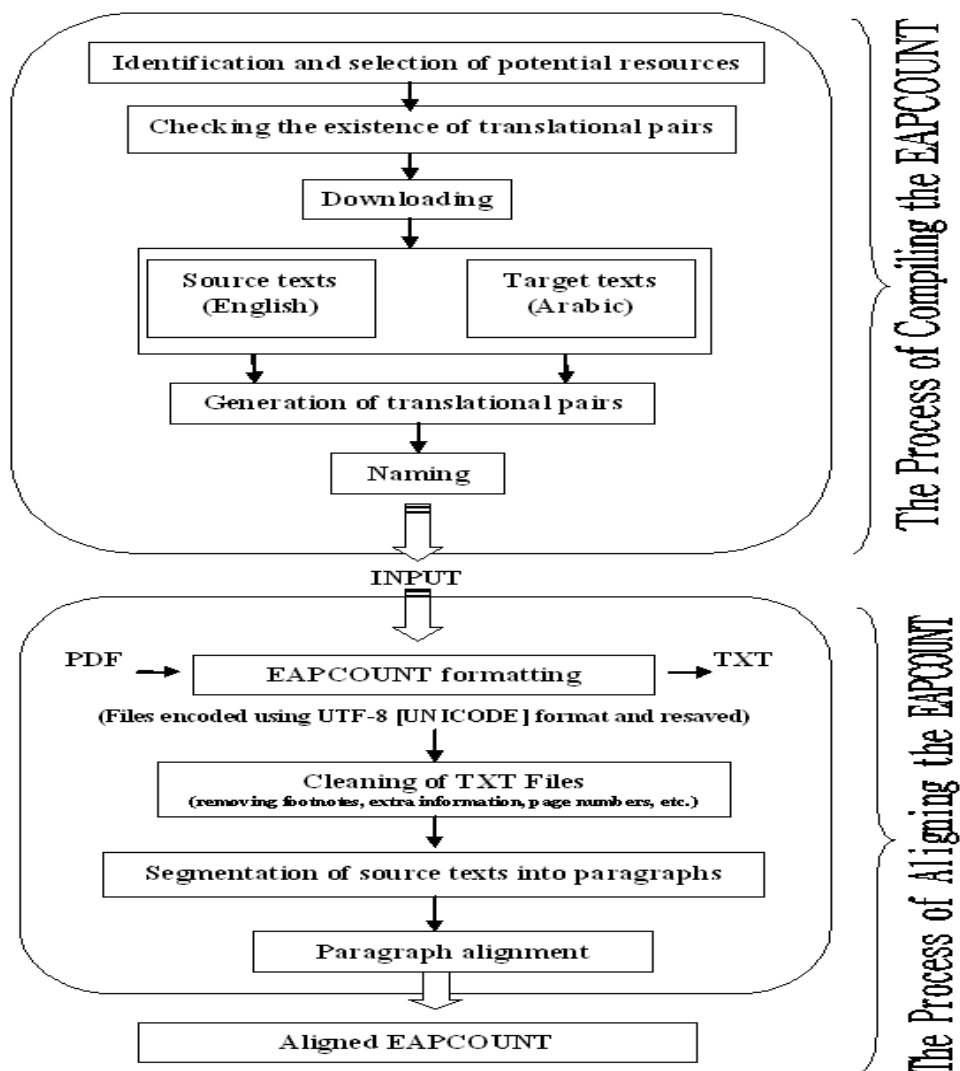 Identification and selection of potential resources
Checking the existence of translational pairs
Downloading
Source texts
(English)
Target texts
(Arabic)
Generation of translational pairs
Naming
The Process of Compiling the EAPCOUNT
INPUT
PDF
EAPCOUNT formatting
TXT
(Files encoded using UTF-8 [UNICODE] format and resaved)
Cleaning of TXT Files
(removing footnotes, extra information, page numbers, etc.)
Segmentation of source texts into paragraphs
Paragraph alignment
Aligned EAPCOUNT
The Process of Aligning the EAPCOUNT